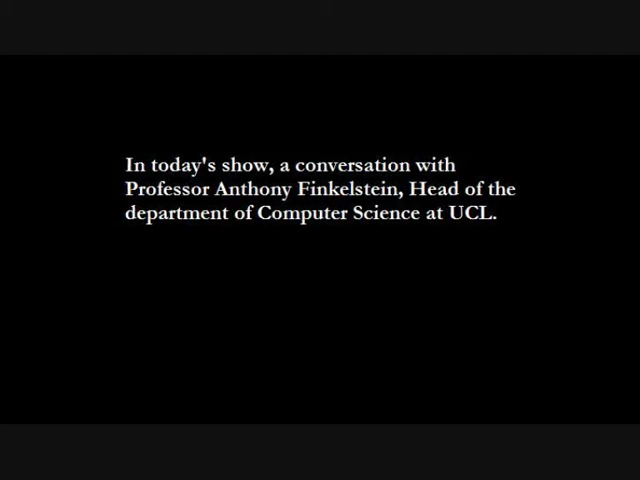 In today's show, a conversation with
Professor Anthony Finkelstein, Head of the
department of Computer Science at UCL.